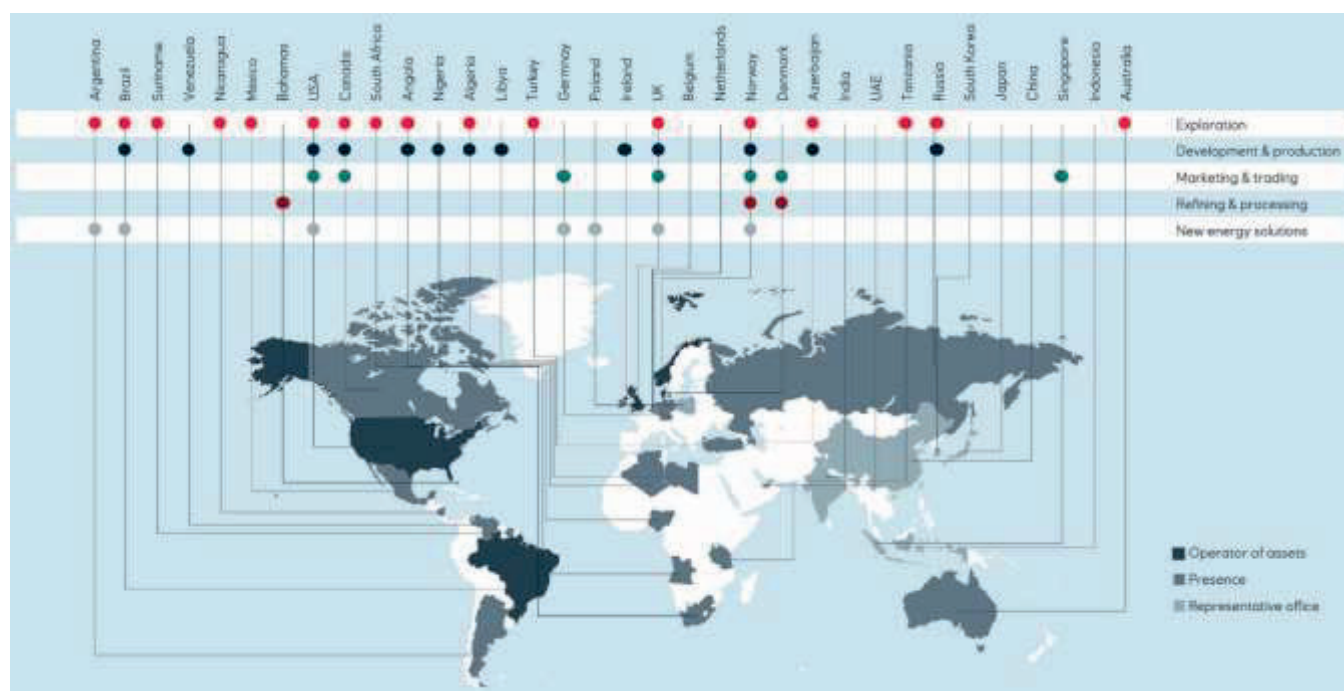 Argentina
Brazil
Suriname
Venezuela
Nicaragua
Mexico
Bahamas
USA
Canada
South Africa
Angola
Nigeria
Algeria
Libya
Turkey
Germnay
Poland
Ireland
UK
Belgium
Netherlands
Norway
Denmark
Azerbaijan
India
UAE
Tanzania
Russia
South Korea
Japan
China
Singapore
Indonesia
Australia
Exploration
Development & production
Marketing & trading
Refining & processing
New energy solutions
Operator of assets
Presence
Representative office